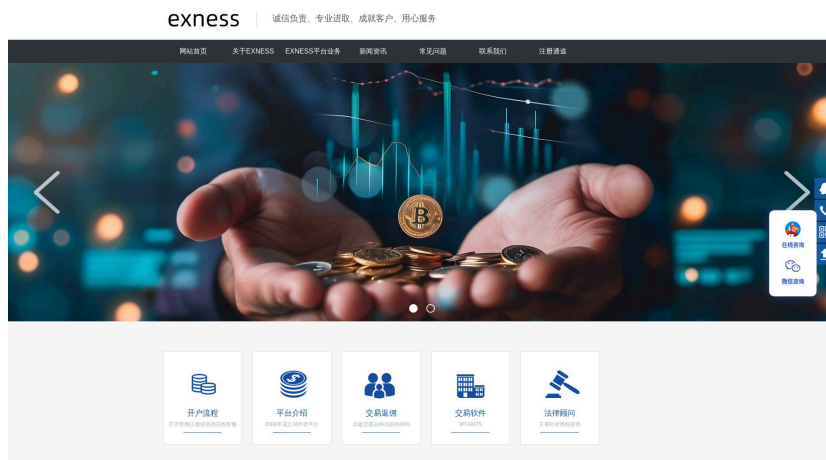 exness
诚信负责、专业进取、成就客户、用心服务
网站首页 关于EXNESS EXNESS平台业务 新闻资讯 常见问题 联系我们 注册通道
在线咨询
微信咨询
开户流程 平台介绍 交易返佣 交易软件 法律顾问
MT4/MT5